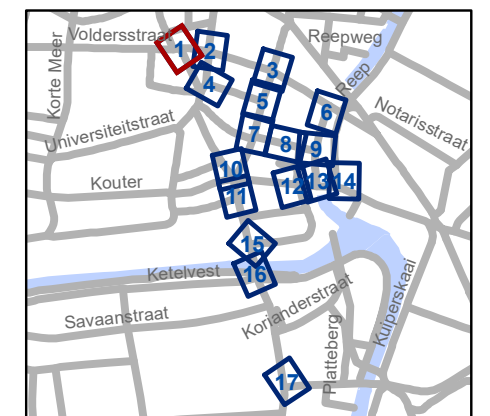 Voldersstraat
Reepweg
1
2
3
4
Korte Meer
Reep
5
6
Notarisstraat
Universiteitstraat
7
8
9
10
11
12
13
14
Kouter
15
Ketelvest
16
Koriandersstraat
Savaanstraat
Kuiperskaai
Platteberg
17